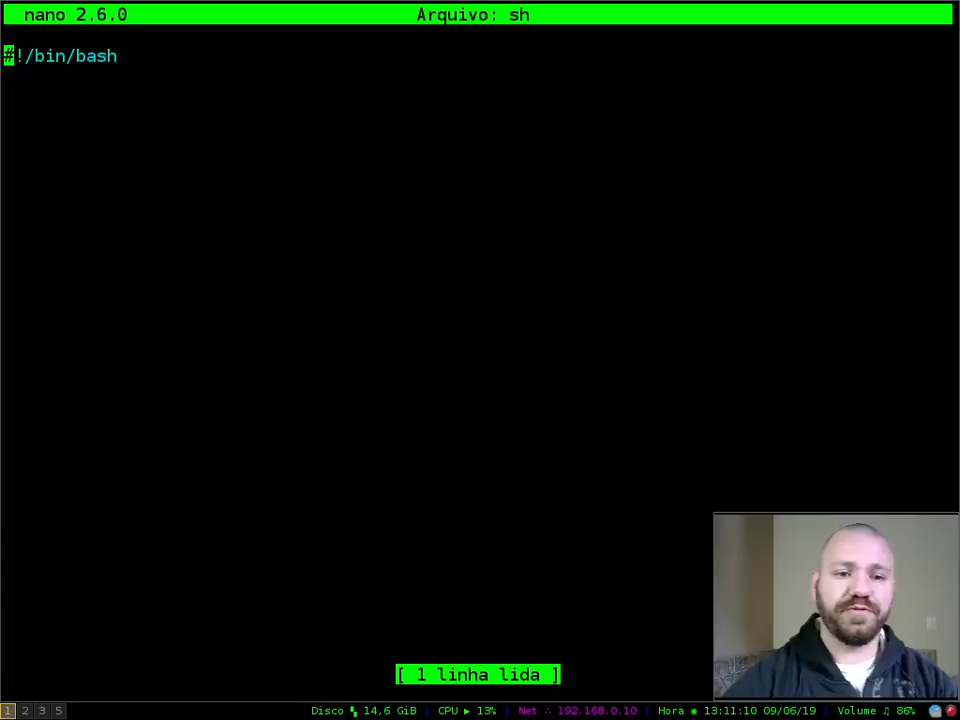 nano 2.6.0 Arquivo: sh
#!/bin/bash
[ 1 linha lida ]
1 2 3 5 Disco 14,6 GiB | CPU ▶ 13% | Net ∴ 192.168.0.10 | Hora ◉ 13:11:10 09/06/19 | Volume ♫ 86%